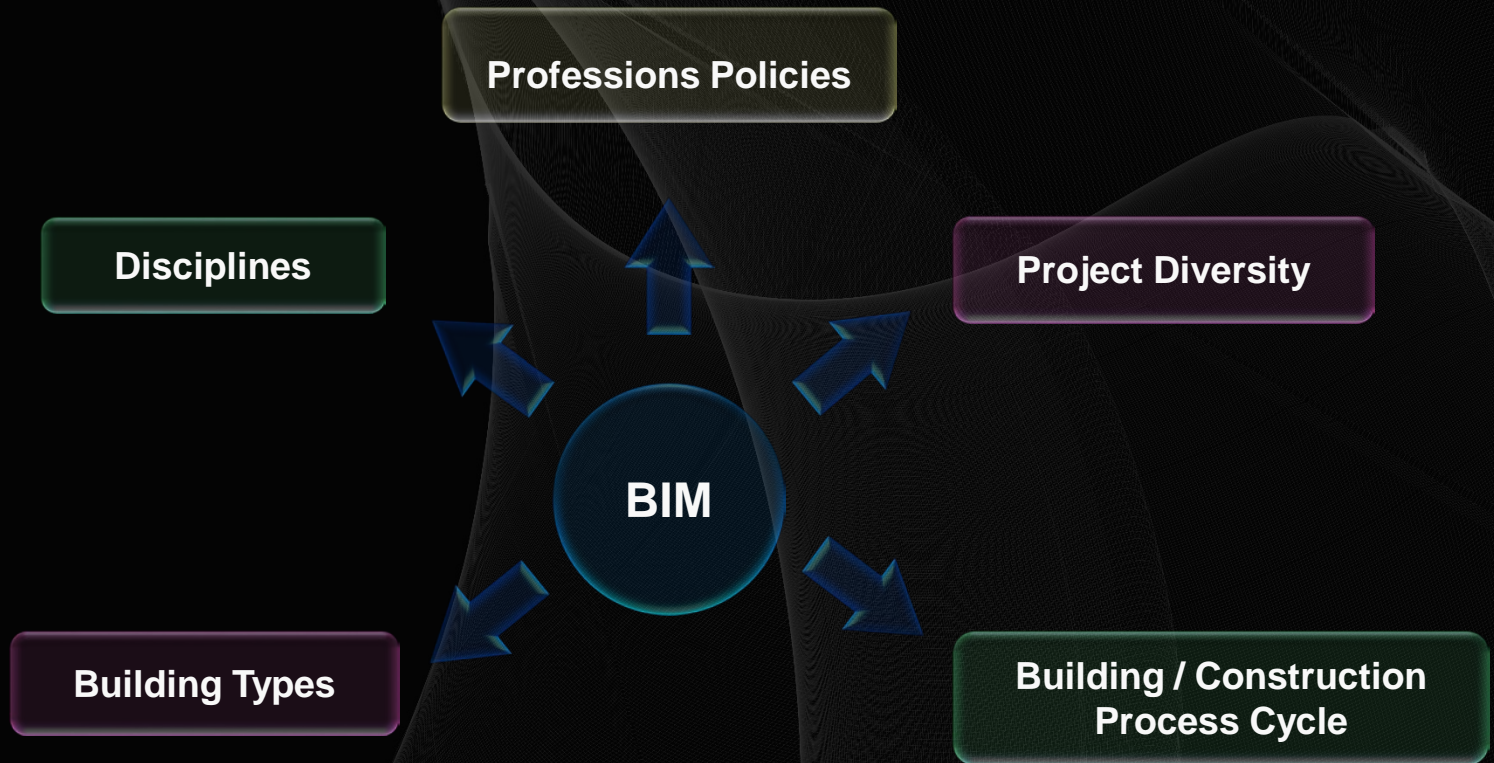 Professions Policies
Disciplines
Project Diversity
BIM
Building Types
Building / Construction
Process Cycle